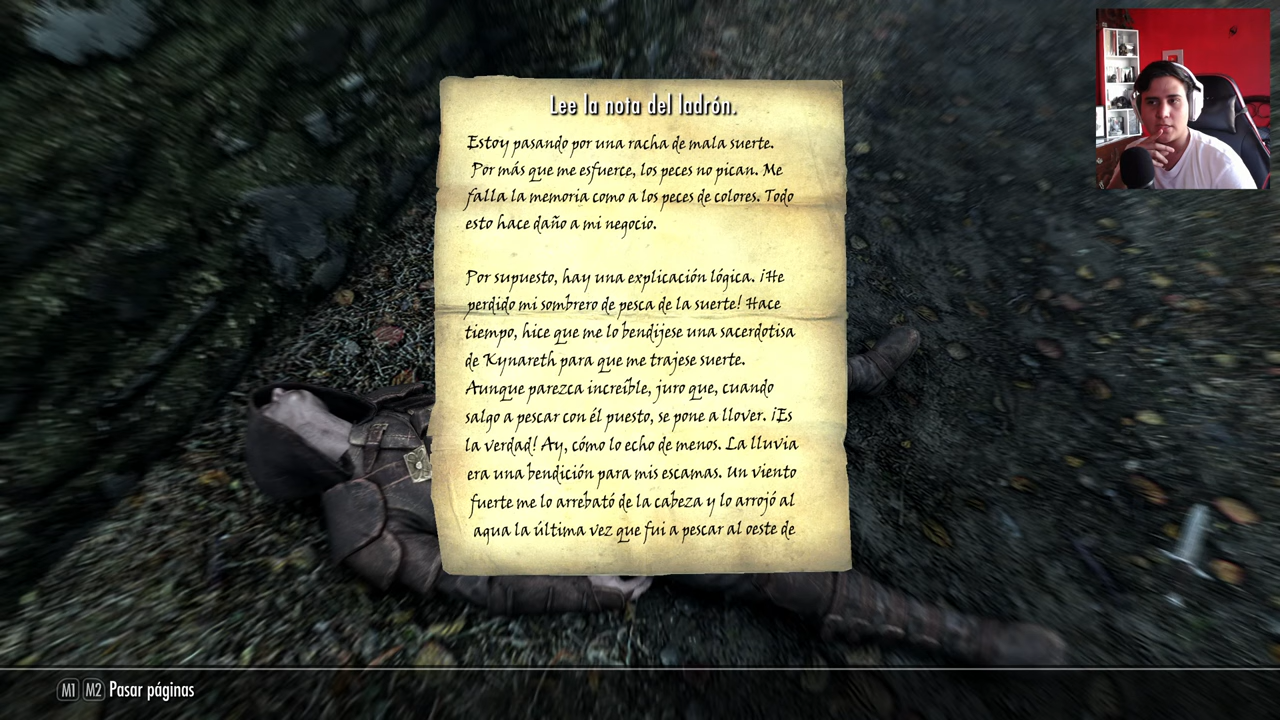 Lee la nota del ladrón.
Estoy pasando por una racha de mala suerte.
Por más que me esfuerce, los peces no pican. Me
falla la memoria como a los peces de colores. Todo
esto hace daño a mi negocio.
Por supuesto, hay una explicación lógica. ¡He
perdido mi sombrero de pesca de la suerte! Hace
tiempo, hice que me lo bendijese una sacerdotisa
de Kynareth para que me trajese suerte.
Aunque parezca increíble, juro que, cuando
salgo a pescar con él puesto, se pone a llover. ¡Es
la verdad! Ay, cómo lo echo de menos. La lluvia
era una bendición para mis escamas. Un viento
fuerte me lo arrebató de la cabeza y lo arrojó al
agua la última vez que fui a pescar al oeste de
M1 M2 Pasar páginas